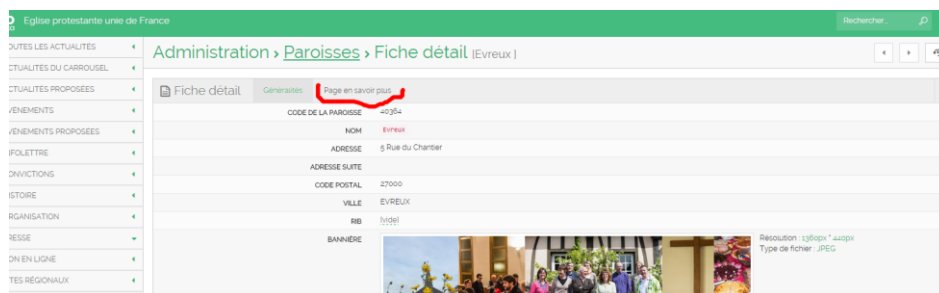 Eglise protestante unie de France
Rechercher...
OUTES LES ACTUALITÉS
CTUALITÉS DU CARROUSEL
CTUALITÉS PROPOSÉES
VÉNEMENTS
VÉNEMENTS PROPOSÉES
NFOLETTRE
ONVICTIONS
ISTOIRE
RGANISATION
RESSE
ON EN LIGNE
TES RÉGIONAUX
Administration › Paroisses › Fiche détail [Evreux ]
Fiche détail Généralités Page en savoir plus
CODE DE LA PAROISSE 40364
NOM Evreux
ADRESSE 5 Rue du Chantier
ADRESSE SUITE
CODE POSTAL 27000
VILLE EVREUX
RIB [vide]
BANNIÈRE
Résolution : 1360px * 440px
Type de fichier : JPEG